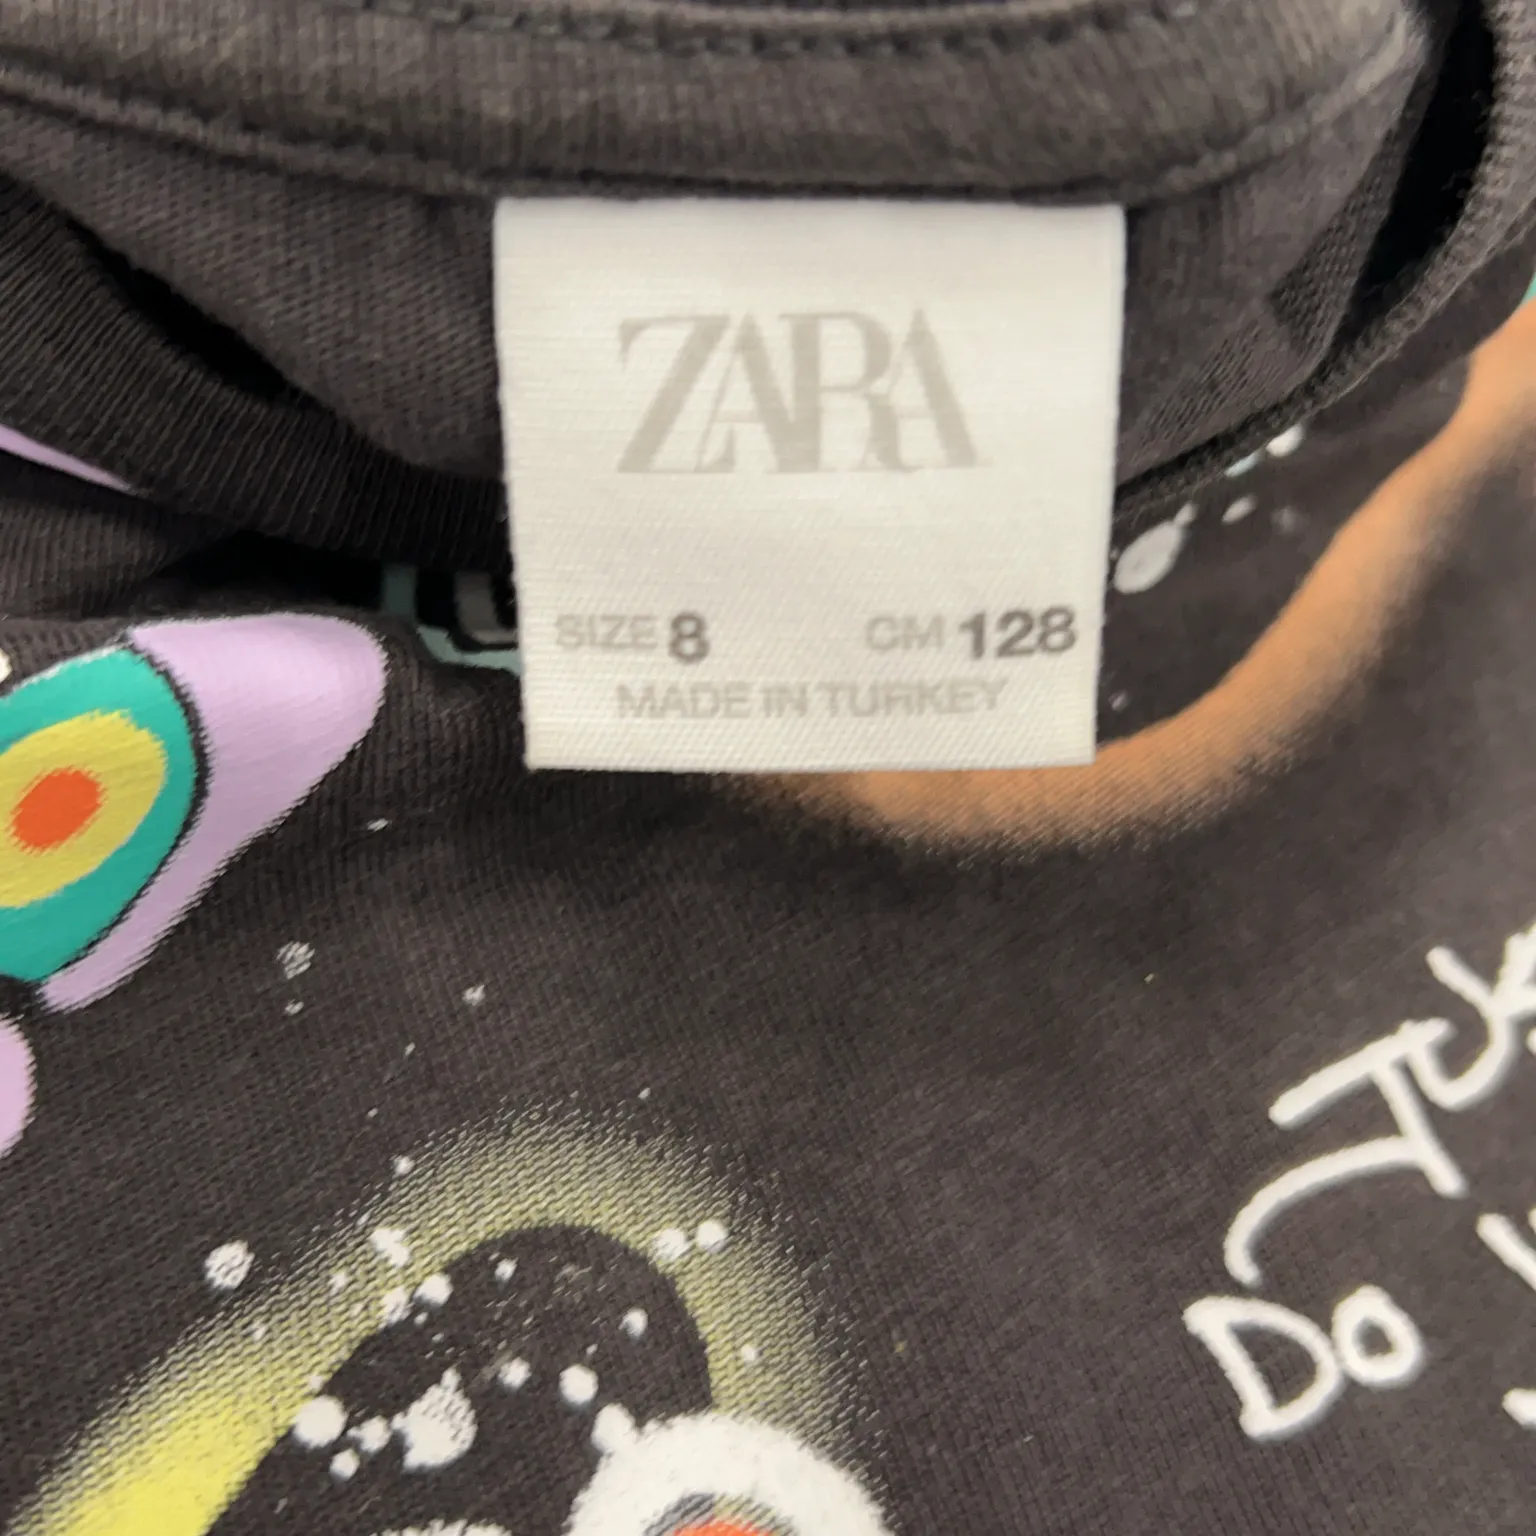 ZARA
SIZE 8 CM 128
MADE IN TURKEY
Do